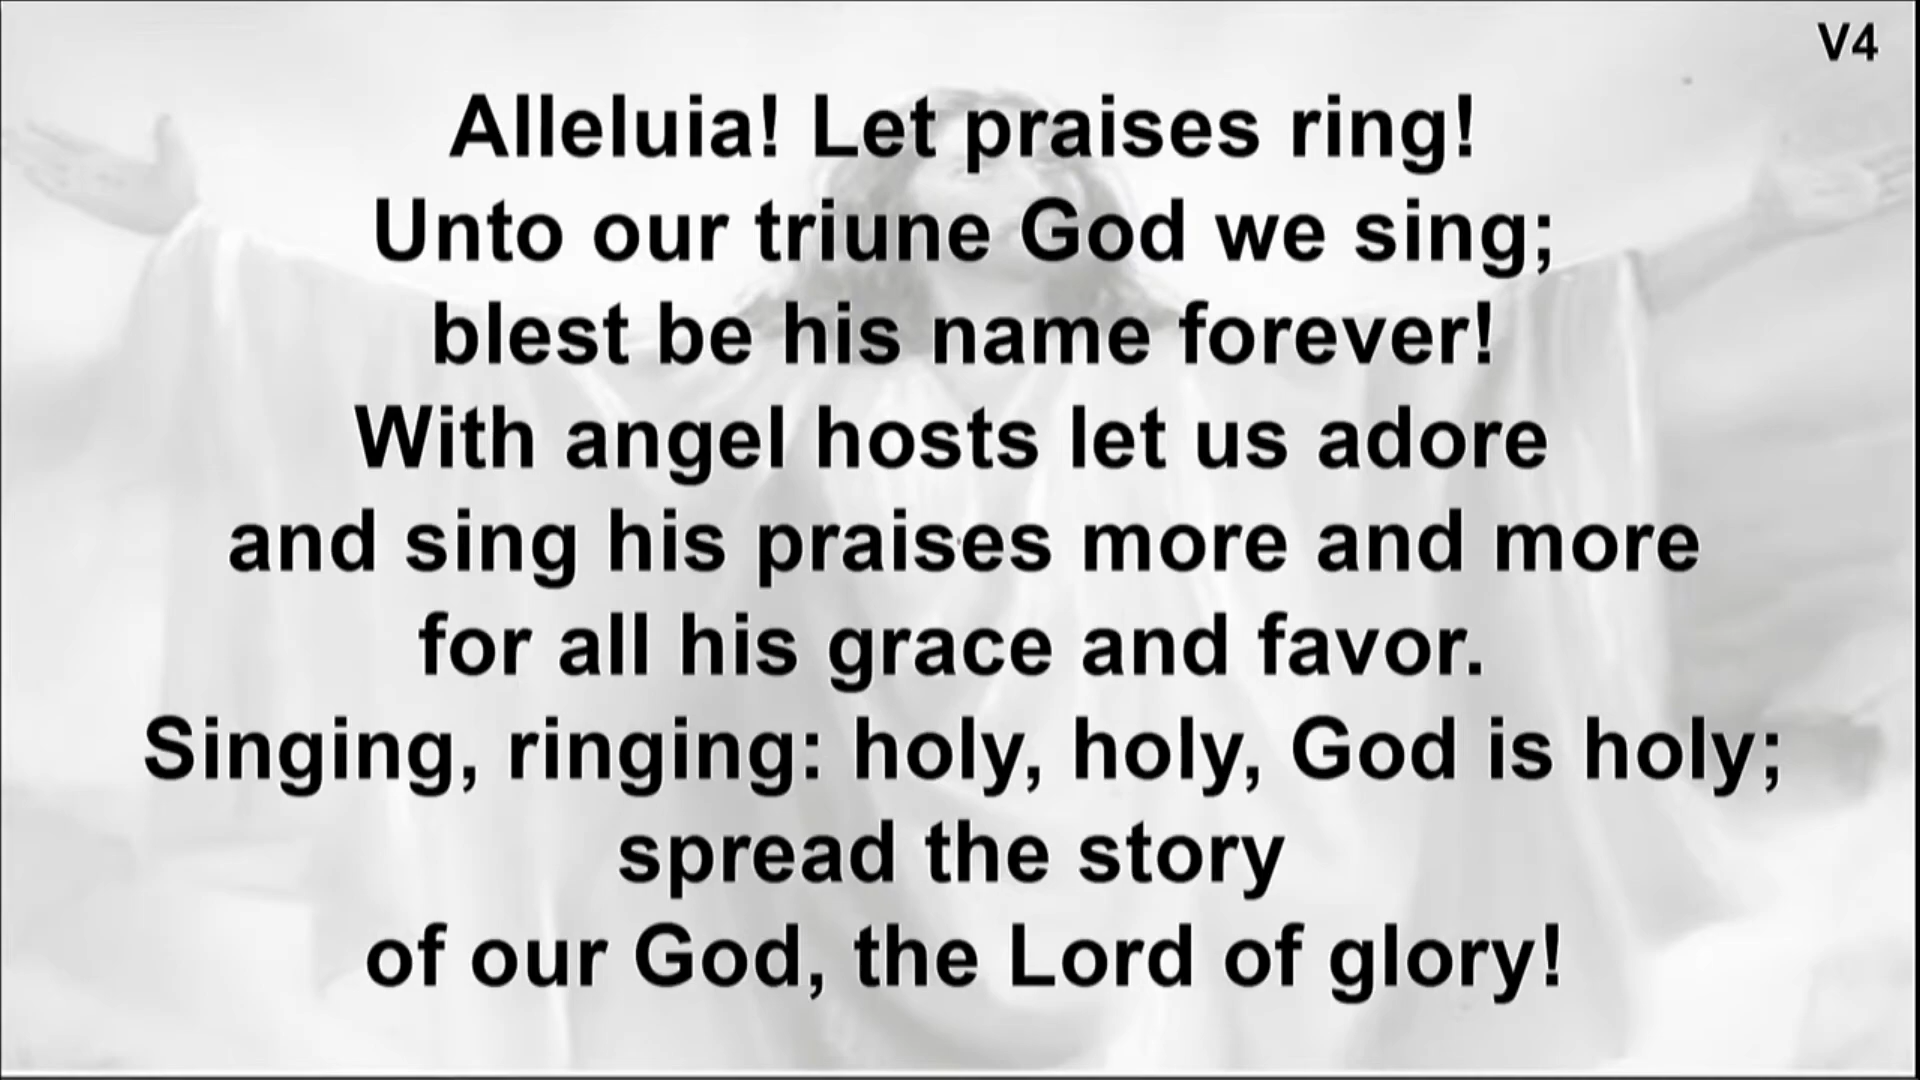 V4
Alleluia! Let praises ring!
Unto our triune God we sing;
blest be his name forever!
With angel hosts let us adore
and sing his praises more and more
for all his grace and favor.
Singing, ringing: holy, holy, God is holy;
spread the story
of our God, the Lord of glory!